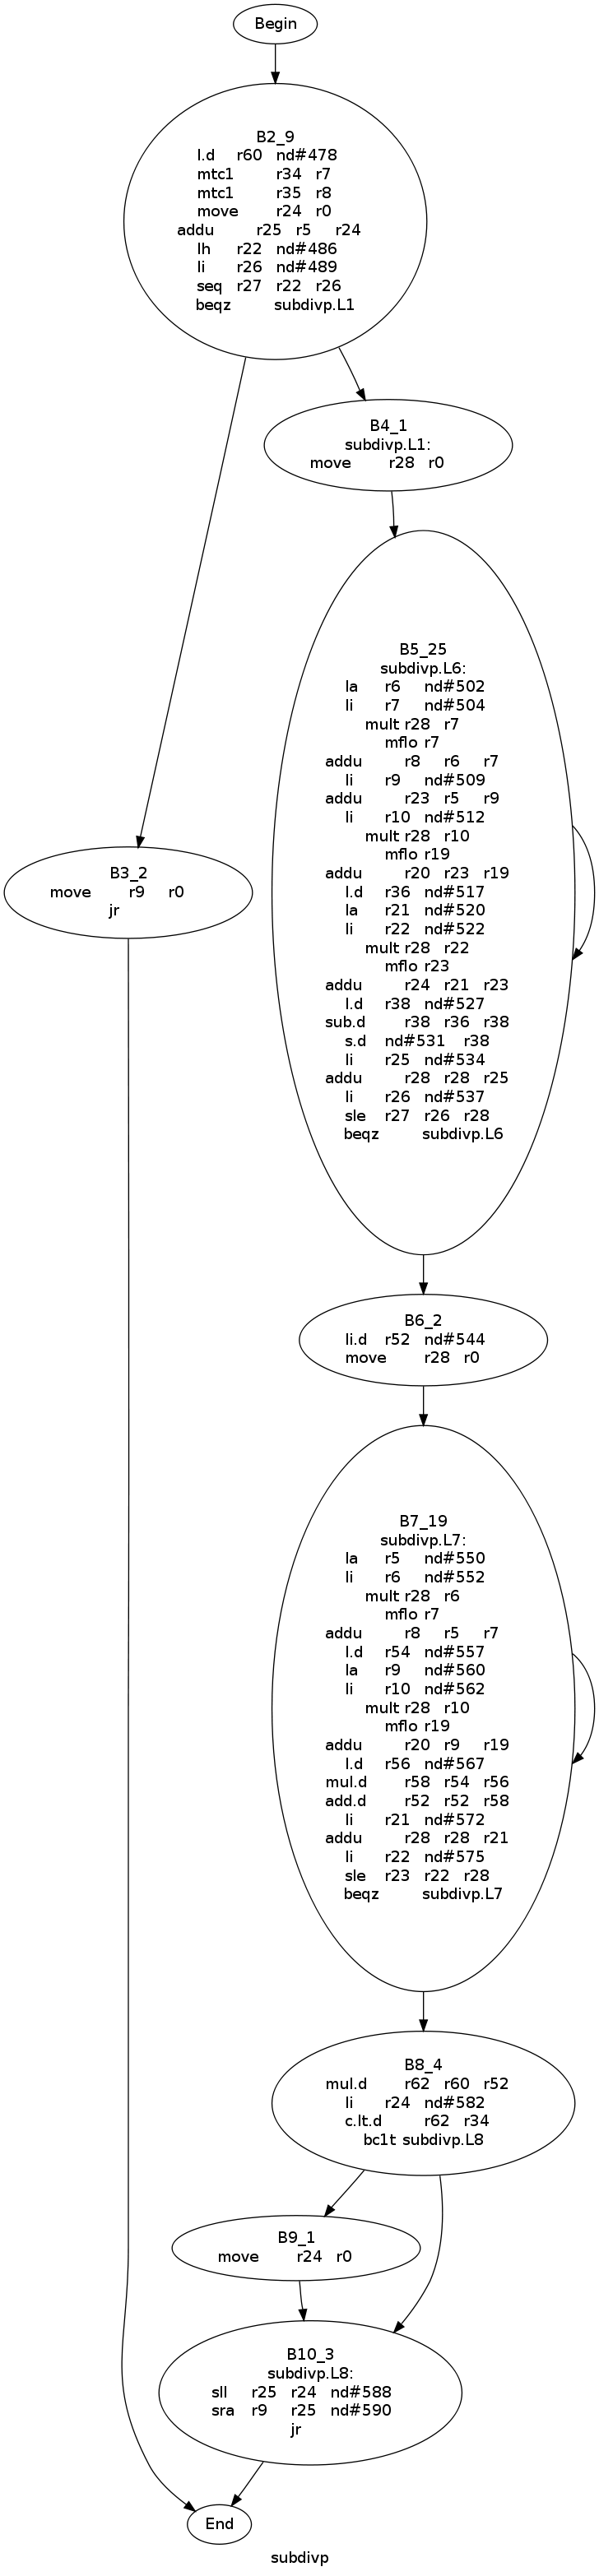 Begin
B2_9
l.d r60 nd#478
mtc1 r34 r7
mtc1 r35 r8
move r24 r0
addu r25 r5 r24
lh r22 nd#486
li r26 nd#489
seq r27 r22 r26
beqz subdivp.L1
B4_1
subdivp.L1:
move r28 r0
B5_25
subdivp.L6:
la r6 nd#502
li r7 nd#504
mult r28 r7
mflo r7
addu r8 r6 r7
li r9 nd#509
addu r23 r5 r9
li r10 nd#512
mult r28 r10
mflo r19
addu r20 r23 r19
l.d r36 nd#517
la r21 nd#520
li r22 nd#522
mult r28 r22
mflo r23
addu r24 r21 r23
l.d r38 nd#527
sub.d r38 r36 r38
s.d nd#531 r38
li r25 nd#534
addu r28 r28 r25
li r26 nd#537
sle r27 r26 r28
beqz subdivp.L6
B3_2
move r9 r0
jr
B6_2
li.d r52 nd#544
move r28 r0
B7_19
subdivp.L7:
la r5 nd#550
li r6 nd#552
mult r28 r6
mflo r7
addu r8 r5 r7
l.d r54 nd#557
la r9 nd#560
li r10 nd#562
mult r28 r10
mflo r19
addu r20 r9 r19
l.d r56 nd#567
mul.d r58 r54 r56
add.d r52 r52 r58
li r21 nd#572
addu r28 r28 r21
li r22 nd#575
sle r23 r22 r28
beqz subdivp.L7
B8_4
mul.d r62 r60 r52
li r24 nd#582
c.lt.d r62 r34
bc1t subdivp.L8
B9_1
move r24 r0
B10_3
subdivp.L8:
sll r25 r24 nd#588
sra r9 r25 nd#590
jr
End
subdivp